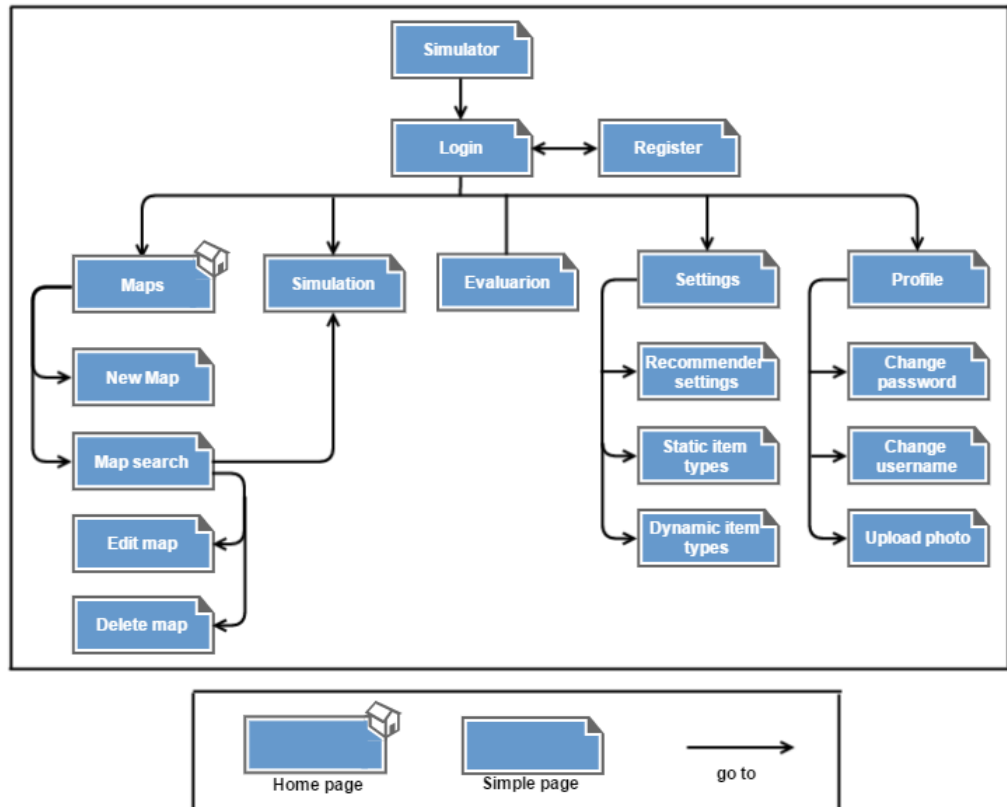 Simulator
Login
Register
Maps
Simulation
Evaluarion
Settings
Profile
New Map
Recommender
settings
Change
password
Map search
Static item
types
Change
username
Edit map
Dynamic item
types
Upload photo
Delete map
Home page
Simple page
go to